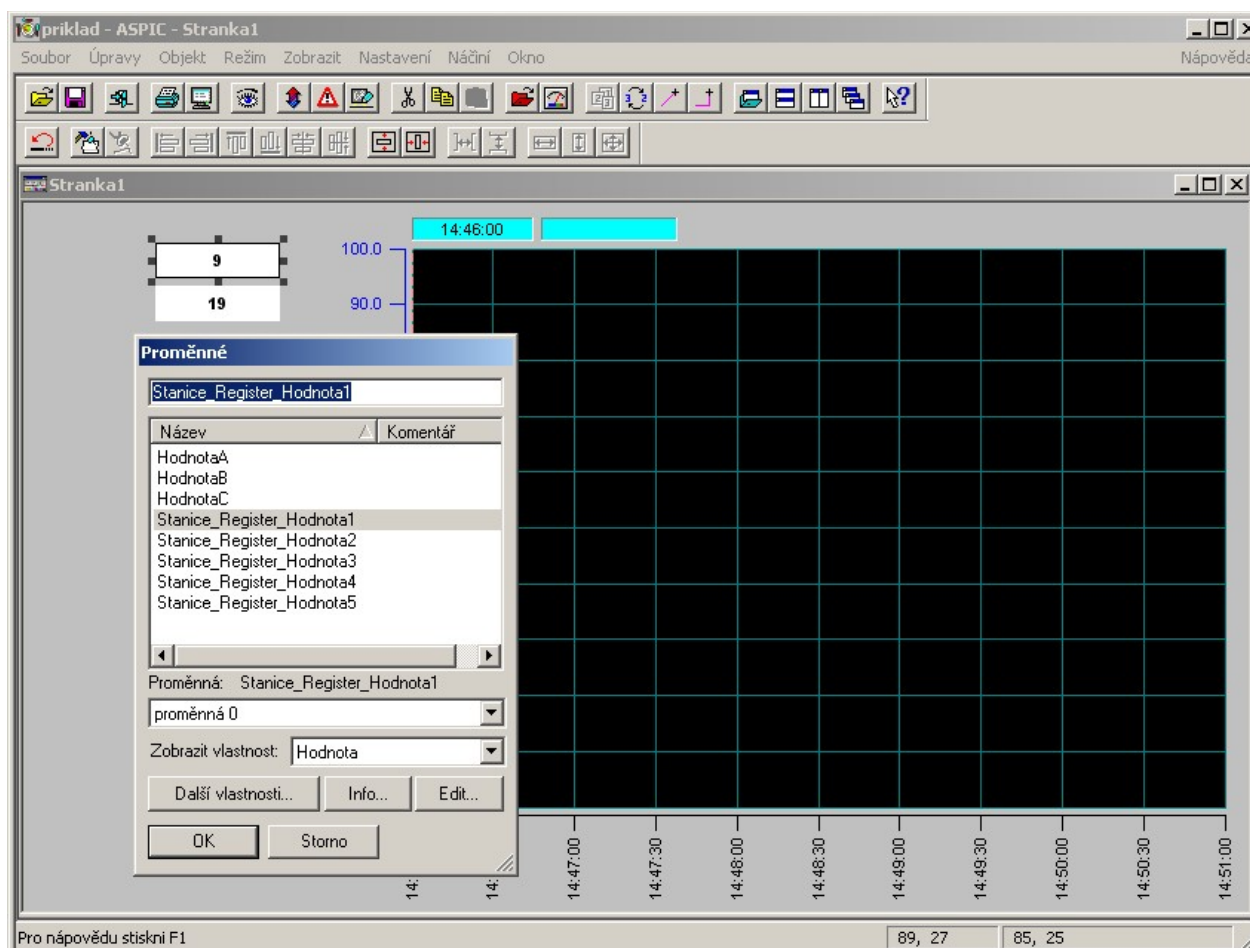 priklad - ASPIC - Stranka1
Soubor Úpravy Objekt Režim Zobrazit Nastavení Náčiní Okno Nápověda
Stranka1
14:46:00
9
100.0
19
90.0
Proměnné
Stanice_Register_Hodnota1
Název Komentář
HodnotaA
HodnotaB
HodnotaC
Stanice_Register_Hodnota1
Stanice_Register_Hodnota2
Stanice_Register_Hodnota3
Stanice_Register_Hodnota4
Stanice_Register_Hodnota5
Proměnná: Stanice_Register_Hodnota1
proměnná 0
Zobrazit vlastnost: Hodnota
Další vlastnosti... Info... Edit...
OK Storno
14: 14: 14:47:00 14:47:30 14:48:00 14:48:30 14:49:00 14:49:30 14:50:00 14:50:30 14:51:00
Pro nápovědu stiskni F1 89, 27 85, 25